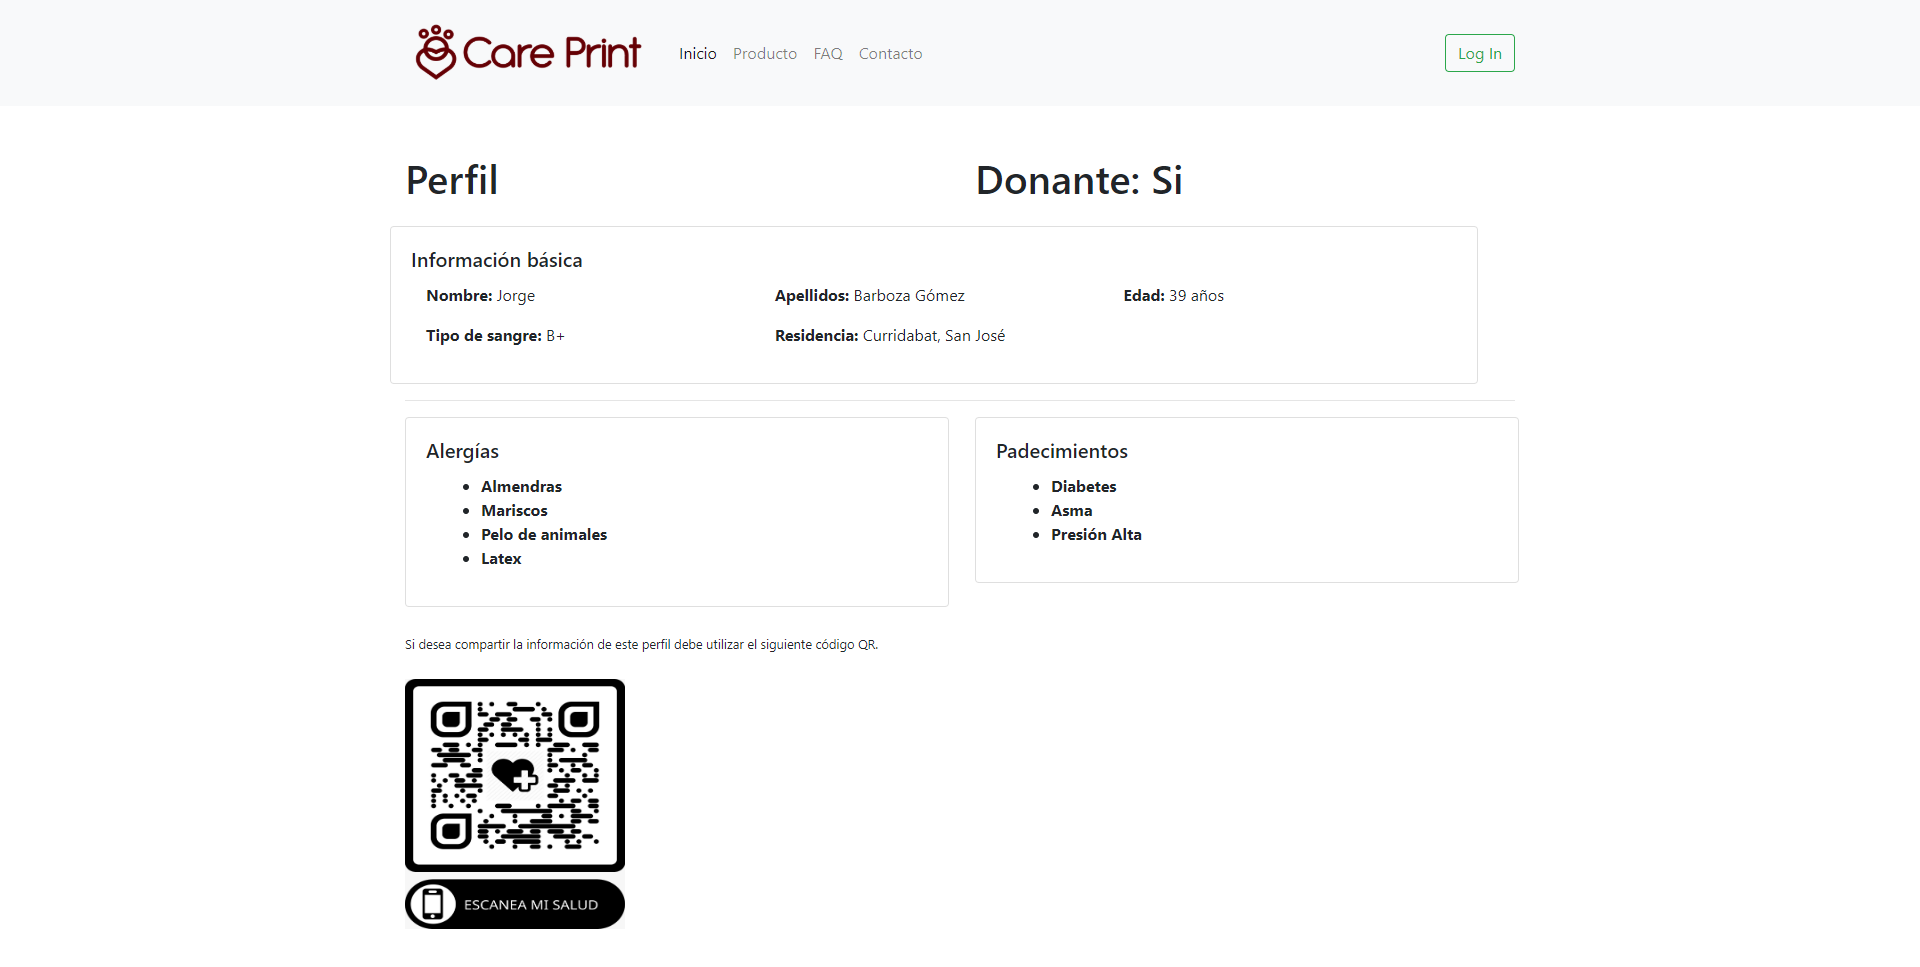 Care Print
Inicio Producto FAQ Contacto
Log In
Perfil
Donante: Si
Información básica
Nombre: Jorge
Apellidos: Barboza Gómez
Edad: 39 años
Tipo de sangre: B+
Residencia: Curridabat, San José
Alergías
Almendras
Mariscos
Pelo de animales
Latex
Padecimientos
Diabetes
Asma
Presión Alta
Si desea compartir la información de este perfil debe utilizar el siguiente código QR.
ESCANEA MI SALUD